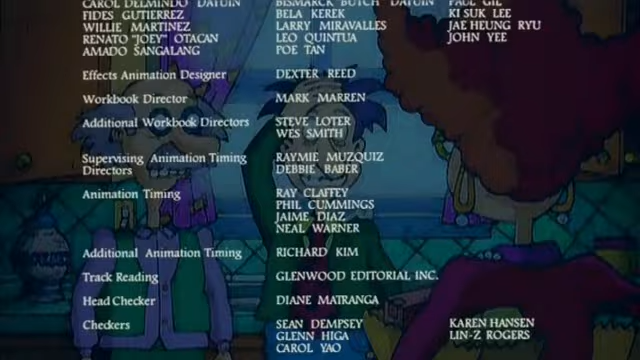 CAROL DELMINDO DATUIN BISMARCK BUTCH DATUIN PAUL GIL
FIDES GUTIERREZ BELA KEREK KI SUK LEE
WILLIE MARTINEZ LARRY MIRAVALLES JAE HEUNG RYU
RENATO "JOEY" OTACAN LEO QUINTUA JOHN YEE
AMADO SANGALANG POE TAN
Effects Animation Designer DEXTER REED
Workbook Director MARK MARREN
Additional Workbook Directors STEVE LOTER
WES SMITH
Supervising Animation Timing RAYMIE MUZQUIZ
Directors DEBBIE BABER
Animation Timing RAY CLAFFEY
PHIL CUMMINGS
JAIME DIAZ
NEAL WARNER
Additional Animation Timing RICHARD KIM
Track Reading GLENWOOD EDITORIAL INC.
Head Checker DIANE MATRANGA
Checkers SEAN DEMPSEY KAREN HANSEN
GLENN HIGA LIN-Z ROGERS
CAROL YAO